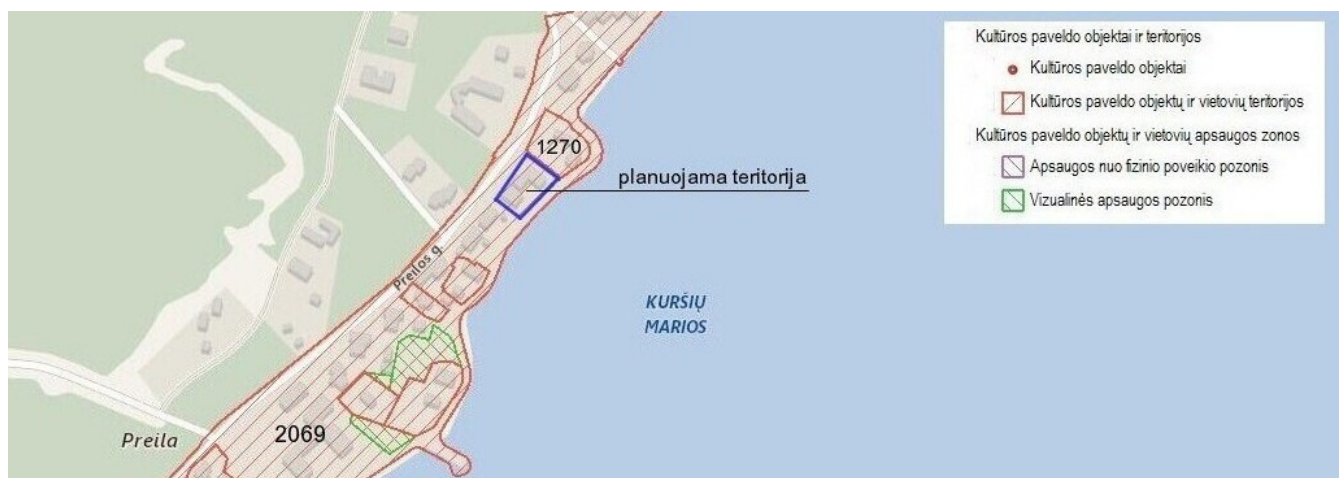 Kultūros paveldo objektai ir teritorijos
Kultūros paveldo objektai
Kultūros paveldo objektų ir vietovių teritorijos
Kultūros paveldo objektų ir vietovių apsaugos zonos
Apsaugos nuo fizinio poveikio pozonis
Vizualinės apsaugos pozonis
1270
planuojama teritorija
Preilos g.
KURŠIŲ
MARIOS
2069
Preila